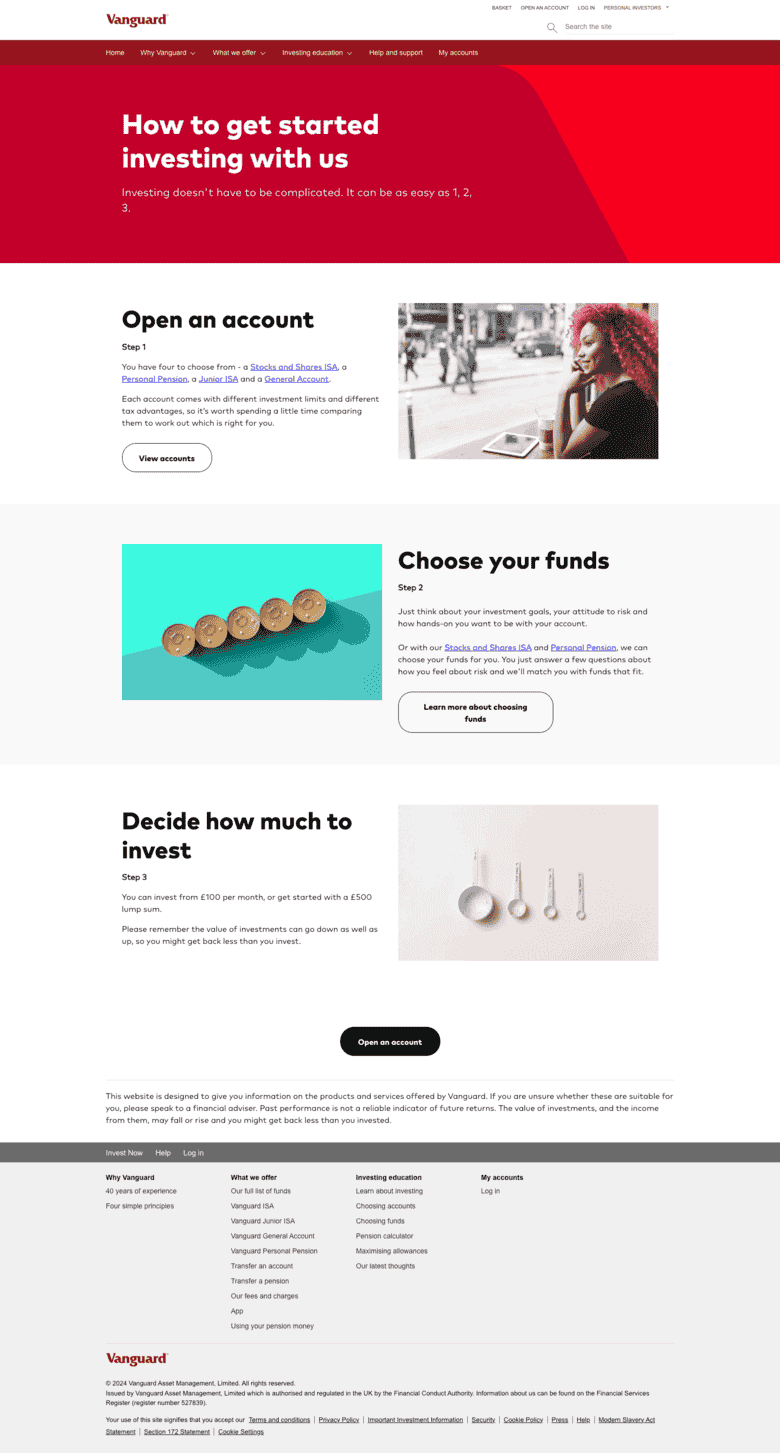 BASKET OPEN AN ACCOUNT LOG IN PERSONAL INVESTORS
Vanguard
Search the site
Home Why Vanguard What we offer Investing education Help and support My accounts
How to get started
investing with us
Investing doesn't have to be complicated. It can be as easy as 1, 2,
3.
Open an account
Step 1
You have four to choose from - a Stocks and Shares ISA, a
Personal Pension, a Junior ISA and a General Account.
Each account comes with different investment limits and different
tax advantages, so it's worth spending a little time comparing
them to work out which is right for you.
View accounts
Choose your funds
Step 2
Just think about your investment goals, your attitude to risk and
how hands-on you want to be with your account.
Or with our Stocks and Shares ISA and Personal Pension, we can
choose your funds for you. You just answer a few questions about
how you feel about risk and we'll match you with funds that fit.
Learn more about choosing
funds
Decide how much to
invest
Step 3
You can invest from £100 per month, or get started with a £500
lump sum.
Please remember the value of investments can go down as well as
up, so you might get back less than you invest.
Open an account
This website is designed to give you information on the products and services offered by Vanguard. If you are unsure whether these are suitable for
you, please speak to a financial adviser. Past performance is not a reliable indicator of future returns. The value of investments, and the income
from them, may fall or rise and you might get back less than you invested.
Invest Now Help Log in
Why Vanguard
40 years of experience
Four simple principles
What we offer
Our full list of funds
Vanguard ISA
Vanguard Junior ISA
Vanguard General Account
Vanguard Personal Pension
Transfer an account
Transfer a pension
Our fees and charges
App
Using your pension money
Investing education
Learn about investing
Choosing accounts
Choosing funds
Pension calculator
Maximising allowances
Our latest thoughts
My accounts
Log in
Vanguard
© 2024 Vanguard Asset Management, Limited. All rights reserved.
Issued by Vanguard Asset Management, Limited which is authorised and regulated in the UK by the Financial Conduct Authority. Information about us can be found on the Financial Services
Register (register number 527839).
Your use of this site signifies that you accept our Terms and conditions | Privacy Policy | Important Investment Information | Security | Cookie Policy | Press | Help | Modern Slavery Act
Statement | Section 172 Statement | Cookie Settings